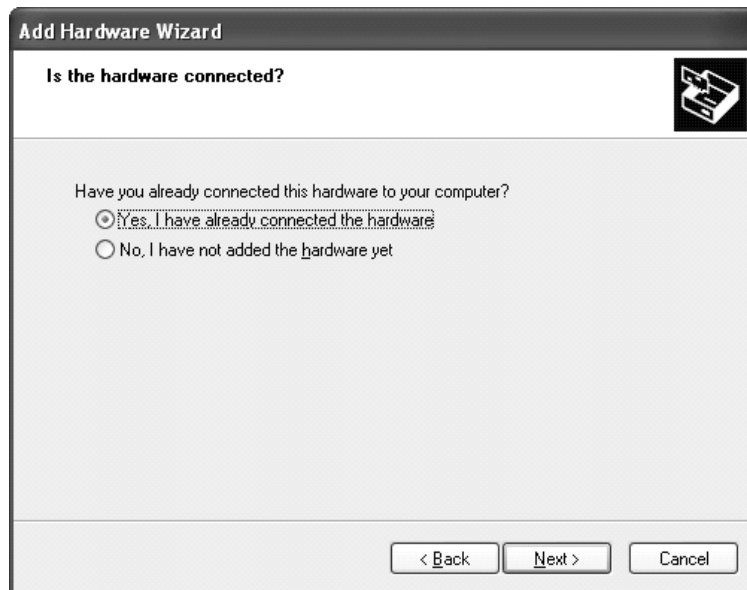 Add Hardware Wizard
Is the hardware connected?
Have you already connected this hardware to your computer?
Yes, I have already connected the hardware
No, I have not added the hardware yet
< Back Next > Cancel